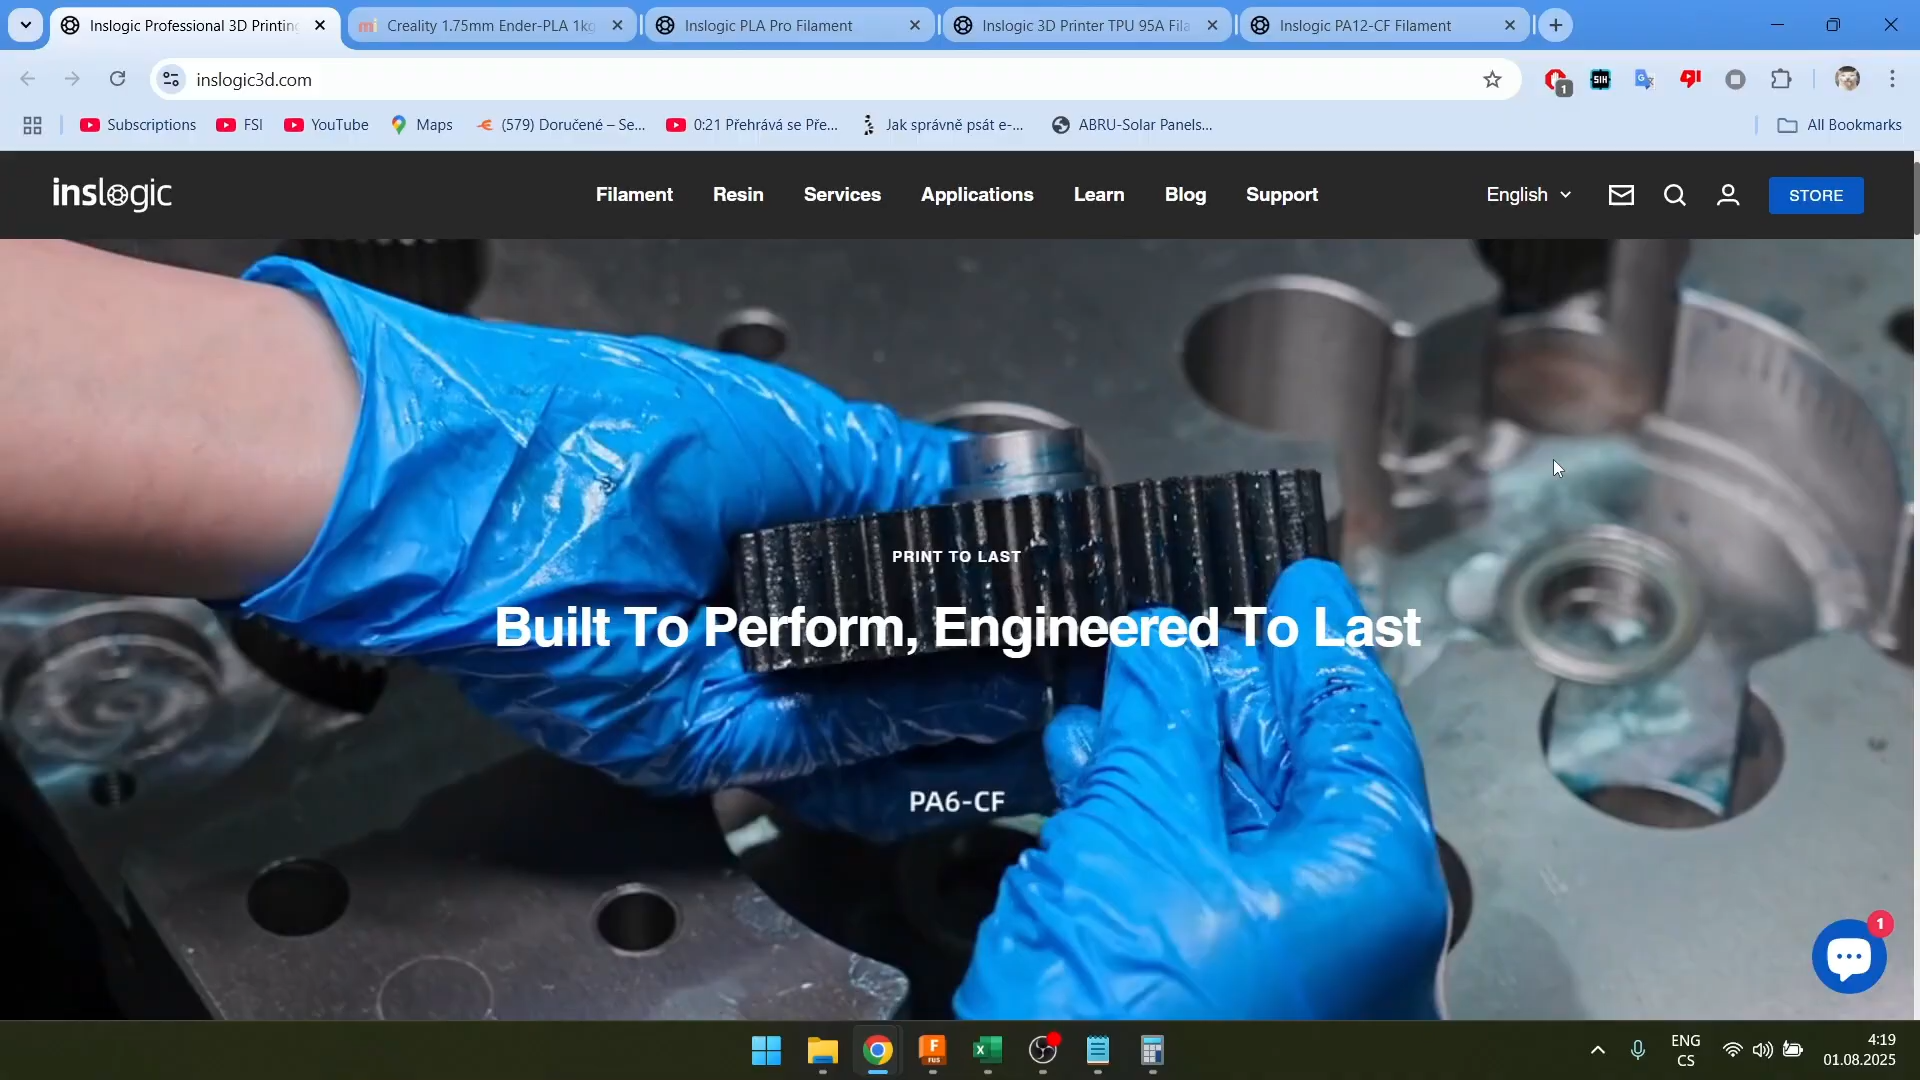 Inslogic Professional 3D Printing
Creality 1.75mm Ender-PLA 1kg
Inslogic PLA Pro Filament
Inslogic 3D Printer TPU 95A Fila
Inslogic PA12-CF Filament
inslogic3d.com
1
SIH
Subscriptions
FSI
YouTube
Maps
(579) Doručené – Se...
0:21 Přehrává se Pře...
Jak správně psát e-...
ABRU-Solar Panels...
All Bookmarks
inslogic
Filament
Resin
Services
Applications
Learn
Blog
Support
English
STORE
PRINT TO LAST
Built To Perform, Engineered To Last
PA6-CF
1
ENG
CS
4:19
01.08.2025